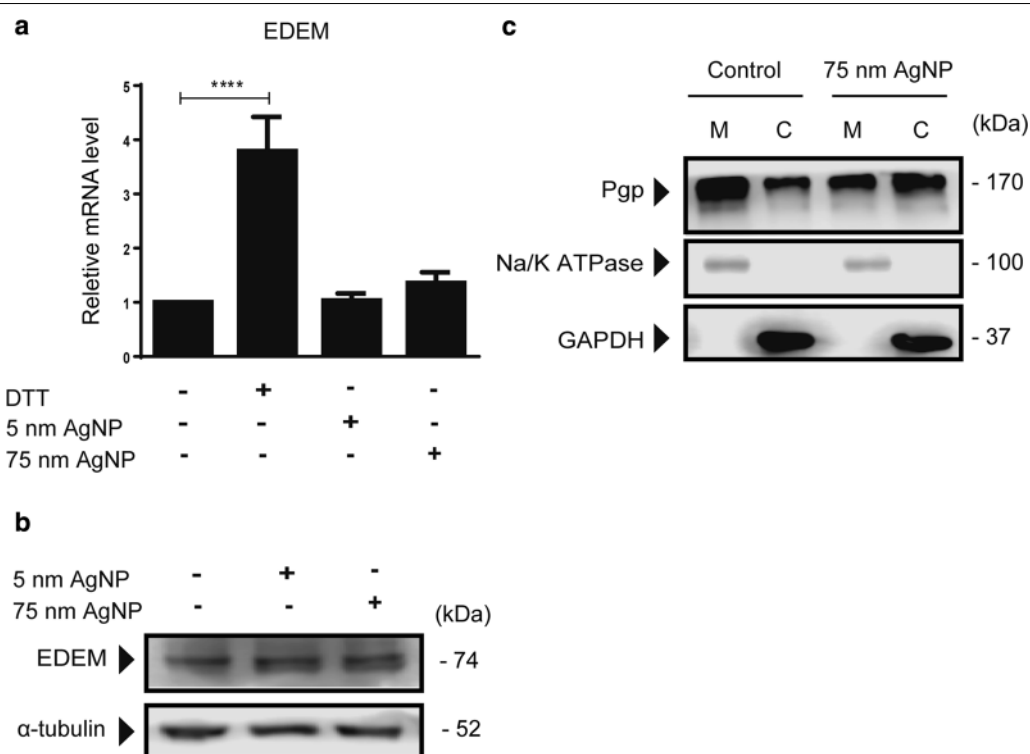 a
EDEM
****
Reletive mRNA level
5
4
3
2
1
0
DTT - + - -
5 nm AgNP - - + -
75 nm AgNP - - - +
b
5 nm AgNP - + -
75 nm AgNP - - +
(kDa)
EDEM - 74
α-tubulin - 52
c
Control 75 nm AgNP
M C M C (kDa)
Pgp - 170
Na/K ATPase - 100
GAPDH - 37